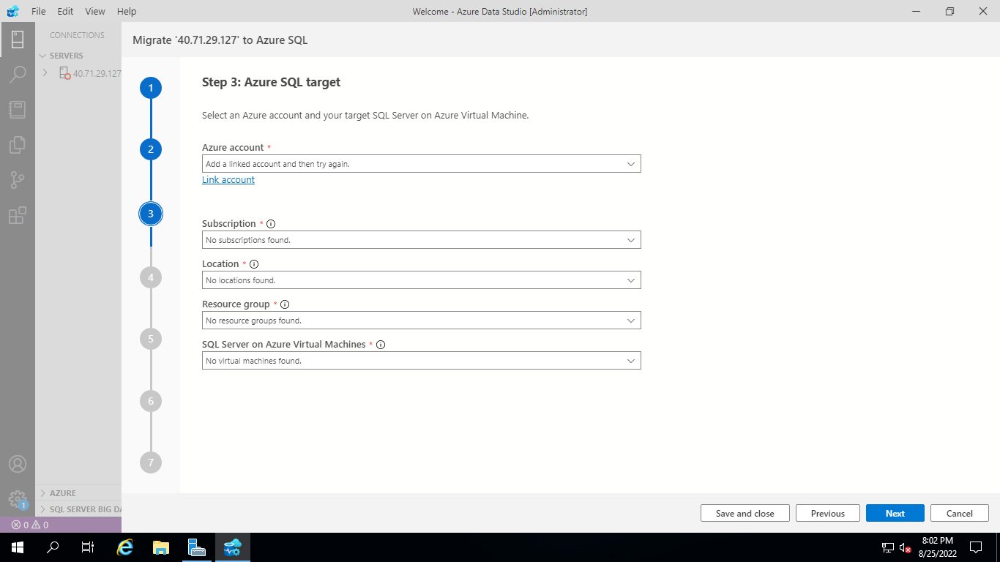 File Edit View Help
Welcome - Azure Data Studio [Administrator]
CONNECTIONS
SERVERS
40.71.29.127
AZURE
SQL SERVER BIG DA
1
0 0
Migrate '40.71.29.127' to Azure SQL
1
2
3
4
5
6
7
Step 3: Azure SQL target
Select an Azure account and your target SQL Server on Azure Virtual Machine.
Azure account *
Add a linked account and then try again.
Link account
Subscription *
No subscriptions found.
Location *
No locations found.
Resource group *
No resource groups found.
SQL Server on Azure Virtual Machines *
No virtual machines found.
Save and close Previous Next Cancel
8:02 PM
8/25/2022